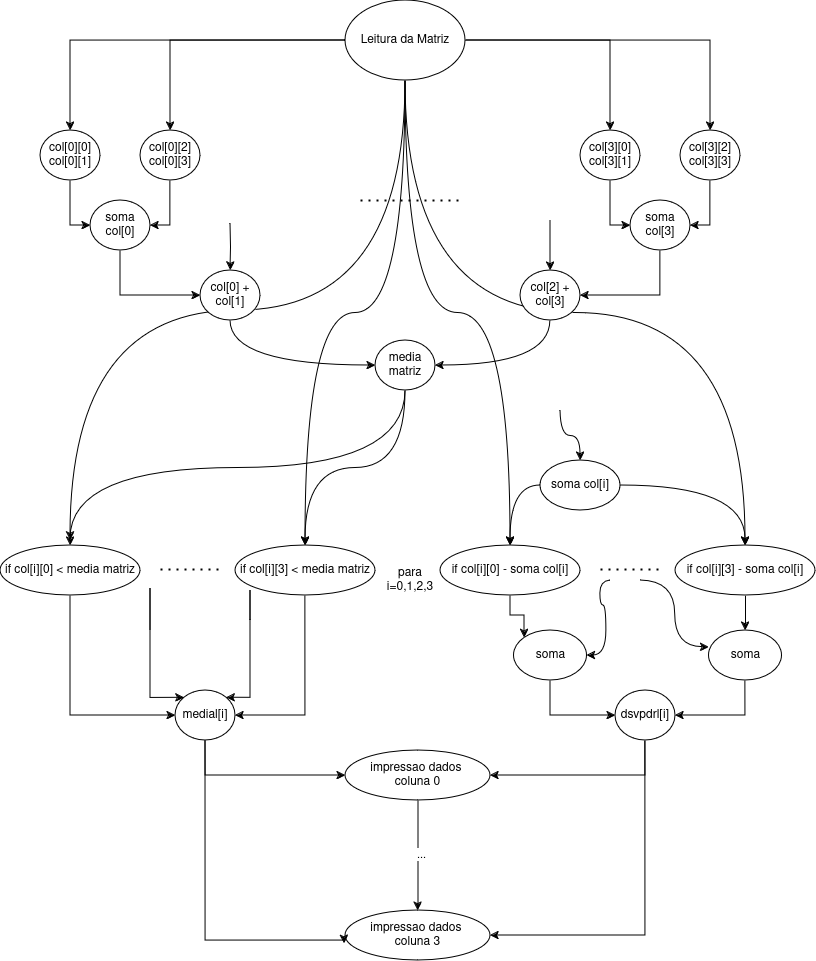 Leitura da Matriz
col[0][0]
col[0][1]
col[0][2]
col[0][3]
col[3][0]
col[3][1]
col[3][2]
col[3][3]
soma
col[0]
soma
col[3]
col[0] +
col[1]
col[2] +
col[3]
media
matriz
soma col[i]
if col[i][0] < media matriz
if col[i][3] < media matriz
para
i=0,1,2,3
if col[i][0] - soma col[i]
if col[i][3] - soma col[i]
soma
soma
medial[i]
dsvpdrl[i]
impressao dados
coluna 0
...
impressao dados
coluna 3